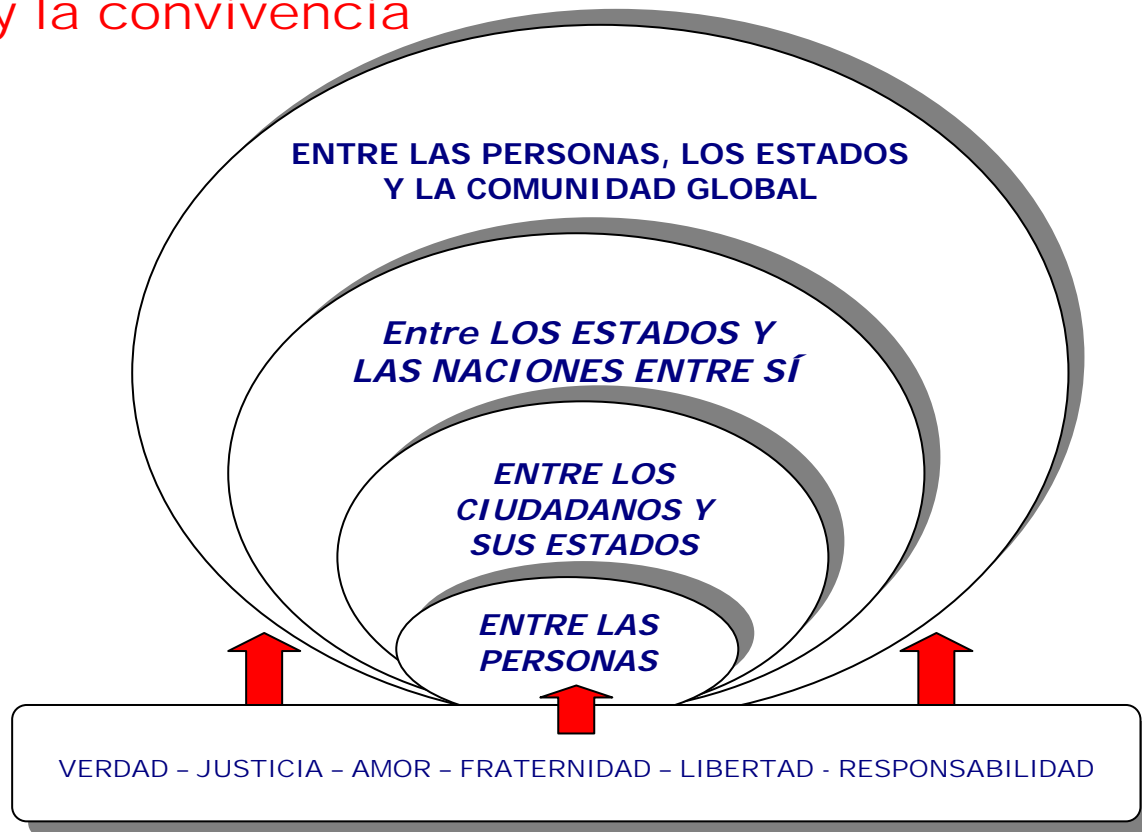 y la convivencia
ENTRE LAS PERSONAS, LOS ESTADOS
Y LA COMUNIDAD GLOBAL
Entre LOS ESTADOS Y
LAS NACIONES ENTRE SÍ
ENTRE LOS
CIUDADANOS Y
SUS ESTADOS
ENTRE LAS
PERSONAS
VERDAD – JUSTICIA – AMOR – FRATERNIDAD – LIBERTAD - RESPONSABILIDAD